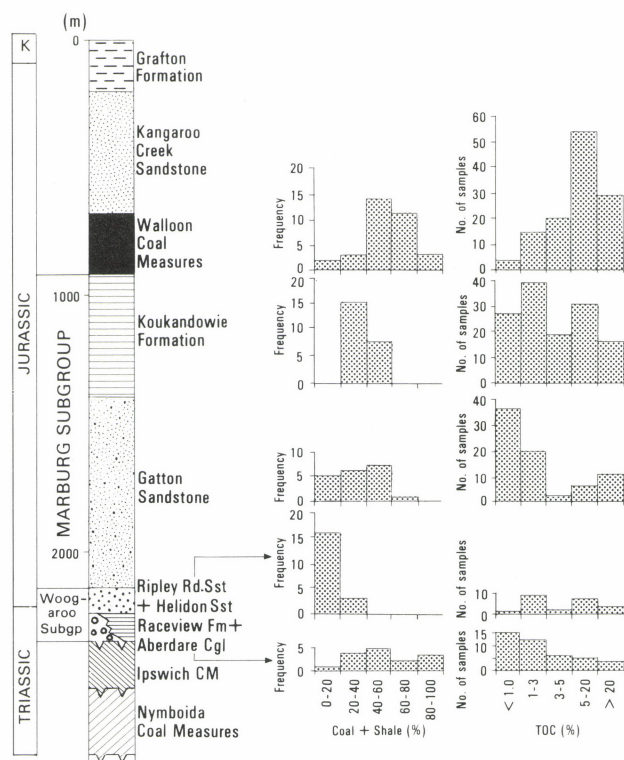 (m)
0
K
Grafton
Formation
Kangaroo
Creek
Sandstone
Walloon
Coal
Measures
1000
JURASSIC
MARBURG SUBGROUP
Koukandowie
Formation
Gatton
Sandstone
2000
Woog-
aroo
Subgp
Ripley Rd.Sst
+ Helidon Sst
Raceview Fm+
Aberdare Cgl
Ipswich CM
TRIASSIC
Nymboida
Coal Measures
Frequency
20
15
10
5
0
Frequency
20
15
10
5
0
Frequency
10
5
0
Frequency
20
15
10
5
0
Frequency
5
0
0-20
20-40
40-60
60-80
80-100
Coal + Shale (%)
No. of samples
60
50
40
30
20
10
0
No. of samples
40
30
20
10
0
No. of samples
40
30
20
10
0
No. of samples
10
0
No. of samples
15
10
5
0
< 1.0
1-3
3-5
5-20
> 20
TOC (%)